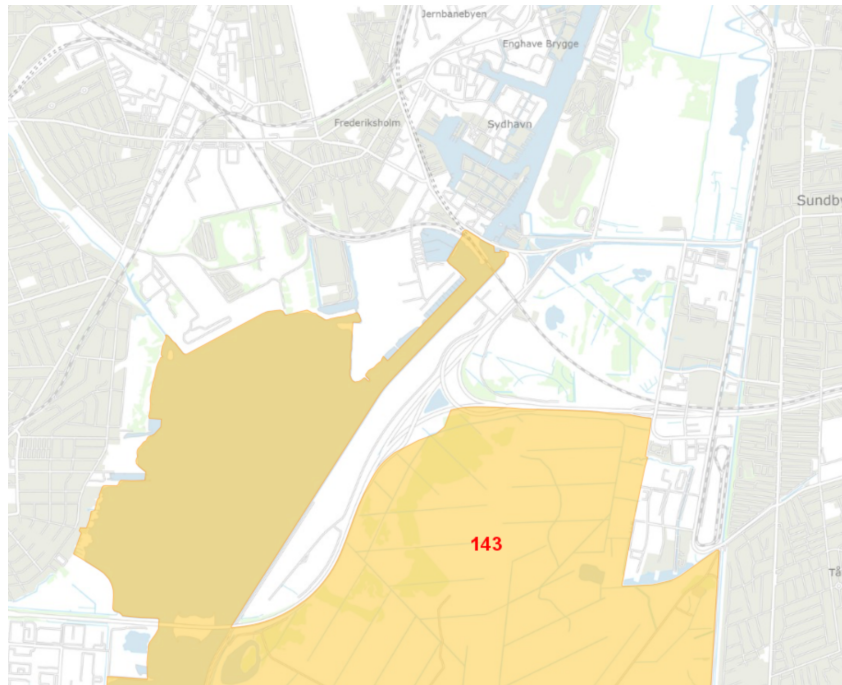 Jernbanebyen
Enghave Brygge
Frederiksholm
Sydhavn
Sundby
143